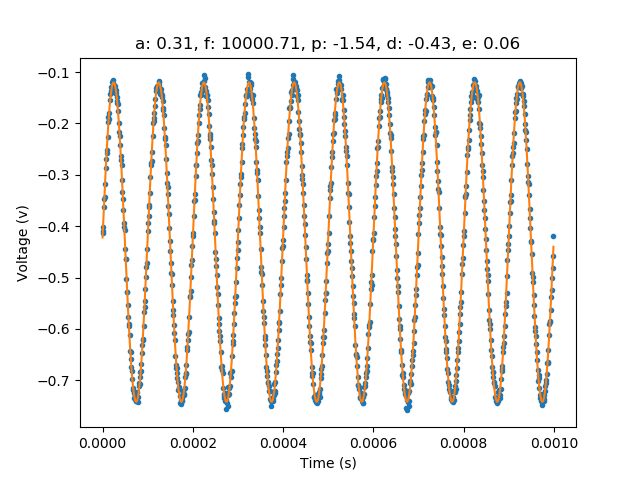 a: 0.31, f: 10000.71, p: -1.54, d: -0.43, e: 0.06
−0.1
−0.2
−0.3
−0.4
−0.5
−0.6
−0.7
Voltage (v)
0.0000 0.0002 0.0004 0.0006 0.0008 0.0010
Time (s)